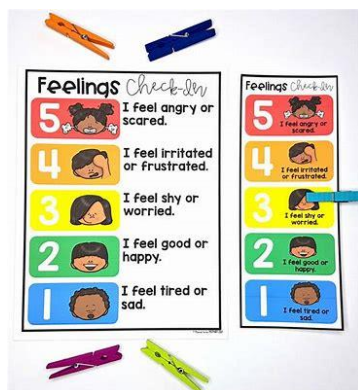 Feelings Check-In
5 I feel angry or
scared.
4 I feel irritated
or frustrated.
3 I feel shy or
worried.
2 I feel good or
happy.
1 I feel tired or
sad.
Feelings Check-In
5
I feel angry or
scared.
4
I feel irritated
or frustrated.
3
I feel shy or
worried.
2
I feel good or
happy.
1
I feel tired or
sad.